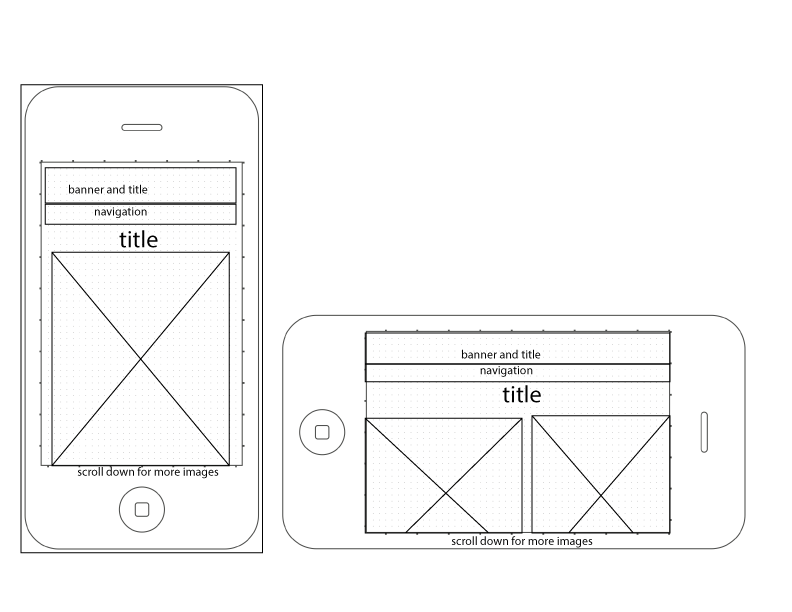 banner and title
navigation
title
scroll down for more images
banner and title
navigation
title
scroll down for more images